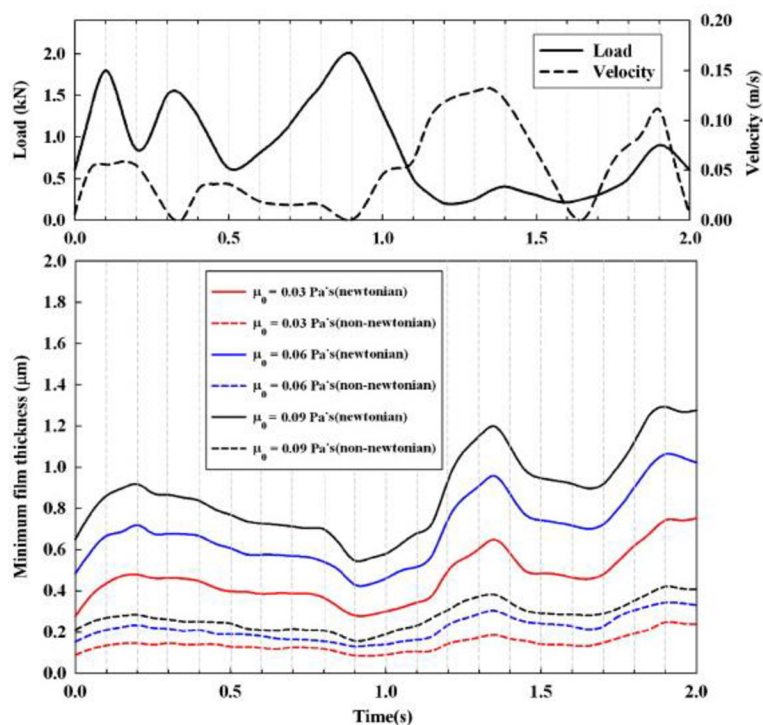 Load (kN)
2.0
1.5
1.0
0.5
0.0
Load
Velocity
0.20
0.15
0.10
0.05
0.00
Velocity (m/s)
0.0 0.5 1.0 1.5 2.0
Minimum film thickness (μm)
2.0
1.8
1.6
1.4
1.2
1.0
0.8
0.6
0.4
0.2
0.0
μ₀ = 0.03 Pa·s(newtonian)
μ₀ = 0.03 Pa·s(non-newtonian)
μ₀ = 0.06 Pa·s(newtonian)
μ₀ = 0.06 Pa·s(non-newtonian)
μ₀ = 0.09 Pa·s(newtonian)
μ₀ = 0.09 Pa·s(non-newtonian)
0.0 0.5 1.0 1.5 2.0
Time(s)